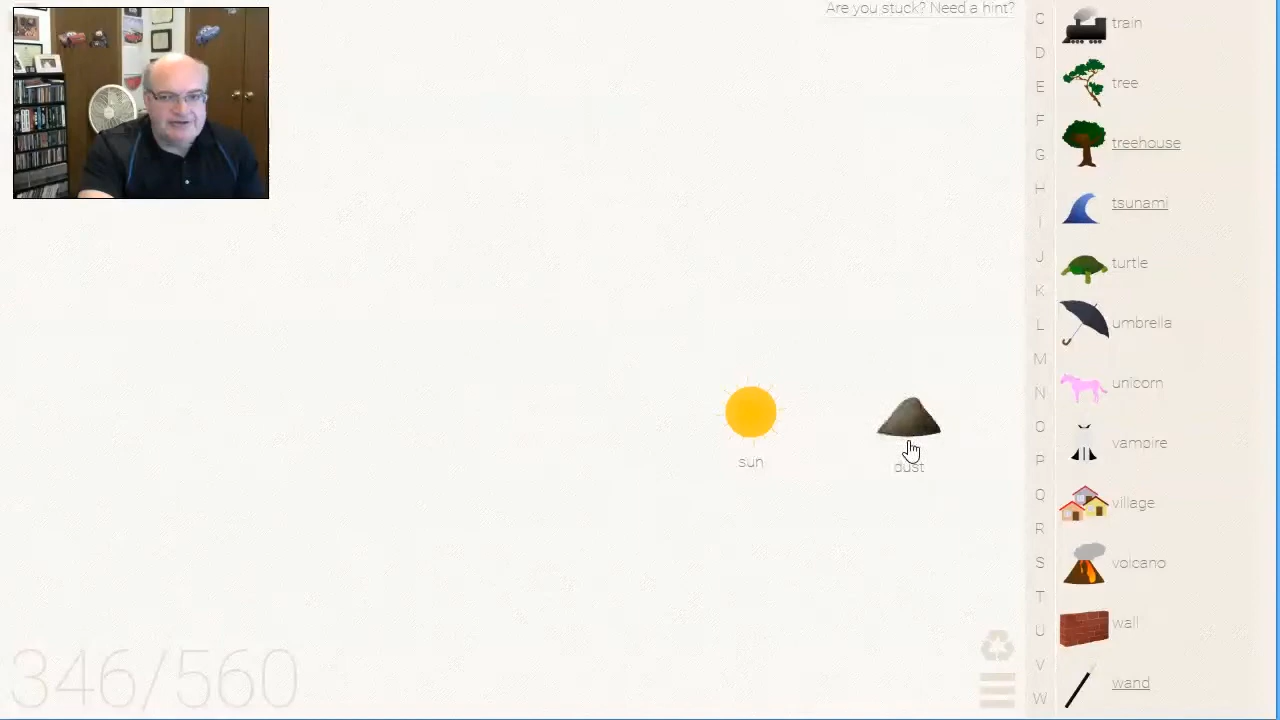 Are you stuck? Need a hint?
C
D
E
F
G
H
I
J
K
L
M
N
O
P
Q
R
S
T
U
V
W
train
tree
treehouse
tsunami
turtle
umbrella
unicorn
vampire
village
volcano
wall
wand
sun
dust
346/560